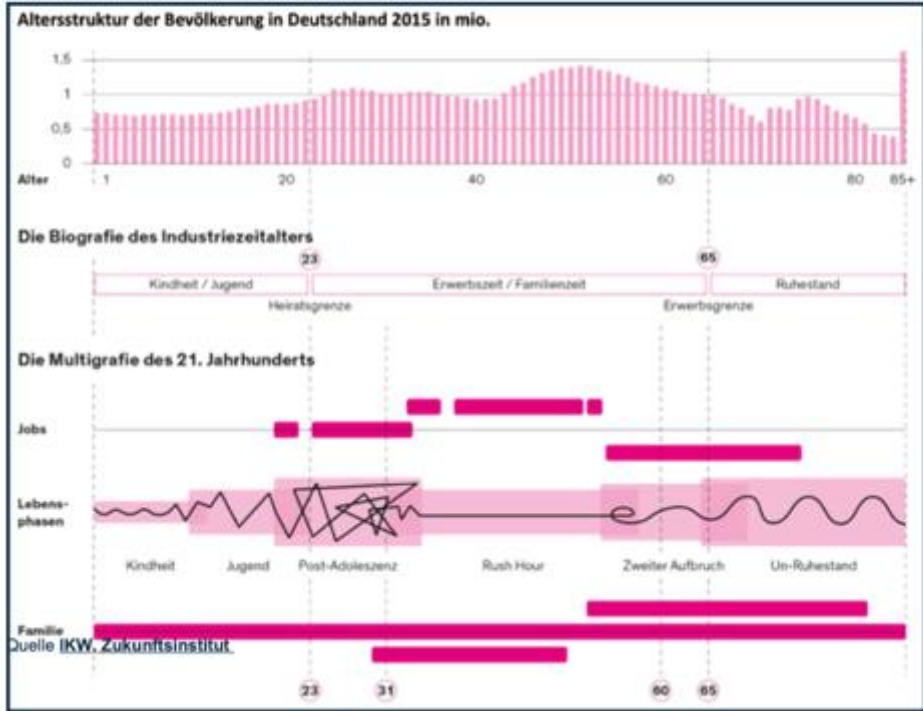 Altersstruktur der Bevölkerung in Deutschland 2015 in mio.
1,5
1
0,5
0
Alter 1 20 40 60 80 85+
Die Biografie des Industriezeitalters
23 65
Kindheit / Jugend Erwerbszeit / Familienzeit Ruhestand
Heiratsgrenze Erwerbsgrenze
Die Multigrafie des 21. Jahrhunderts
Jobs
Lebens-
phasen
Kindheit Jugend Post-Adoleszenz Rush Hour Zweiter Aufbruch Un-Ruhestand
Familie
Quelle IKW, Zukunftsinstitut
23 31 60 65